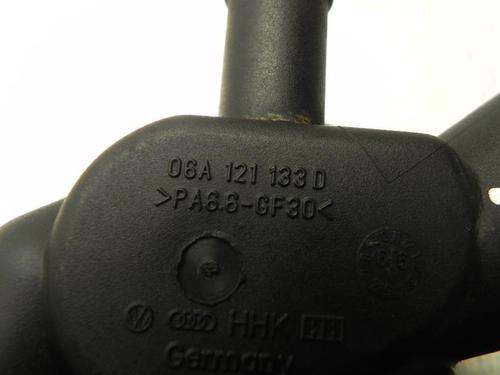 06A 121 133 D
>PA6.6-GF30<
HHK
Germany